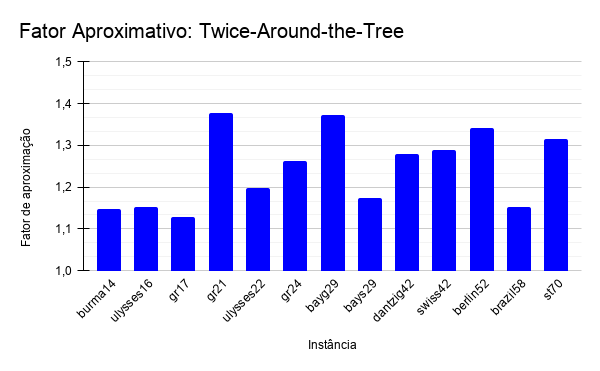 Fator Aproximativo: Twice-Around-the-Tree
1,5
1,4
1,3
1,2
1,1
1,0
Fator de aproximação
burma14
ulysses16
gr17
gr21
ulysses22
gr24
bayg29
bays29
dantzig42
swiss42
berlin52
brazil58
st70
Instância